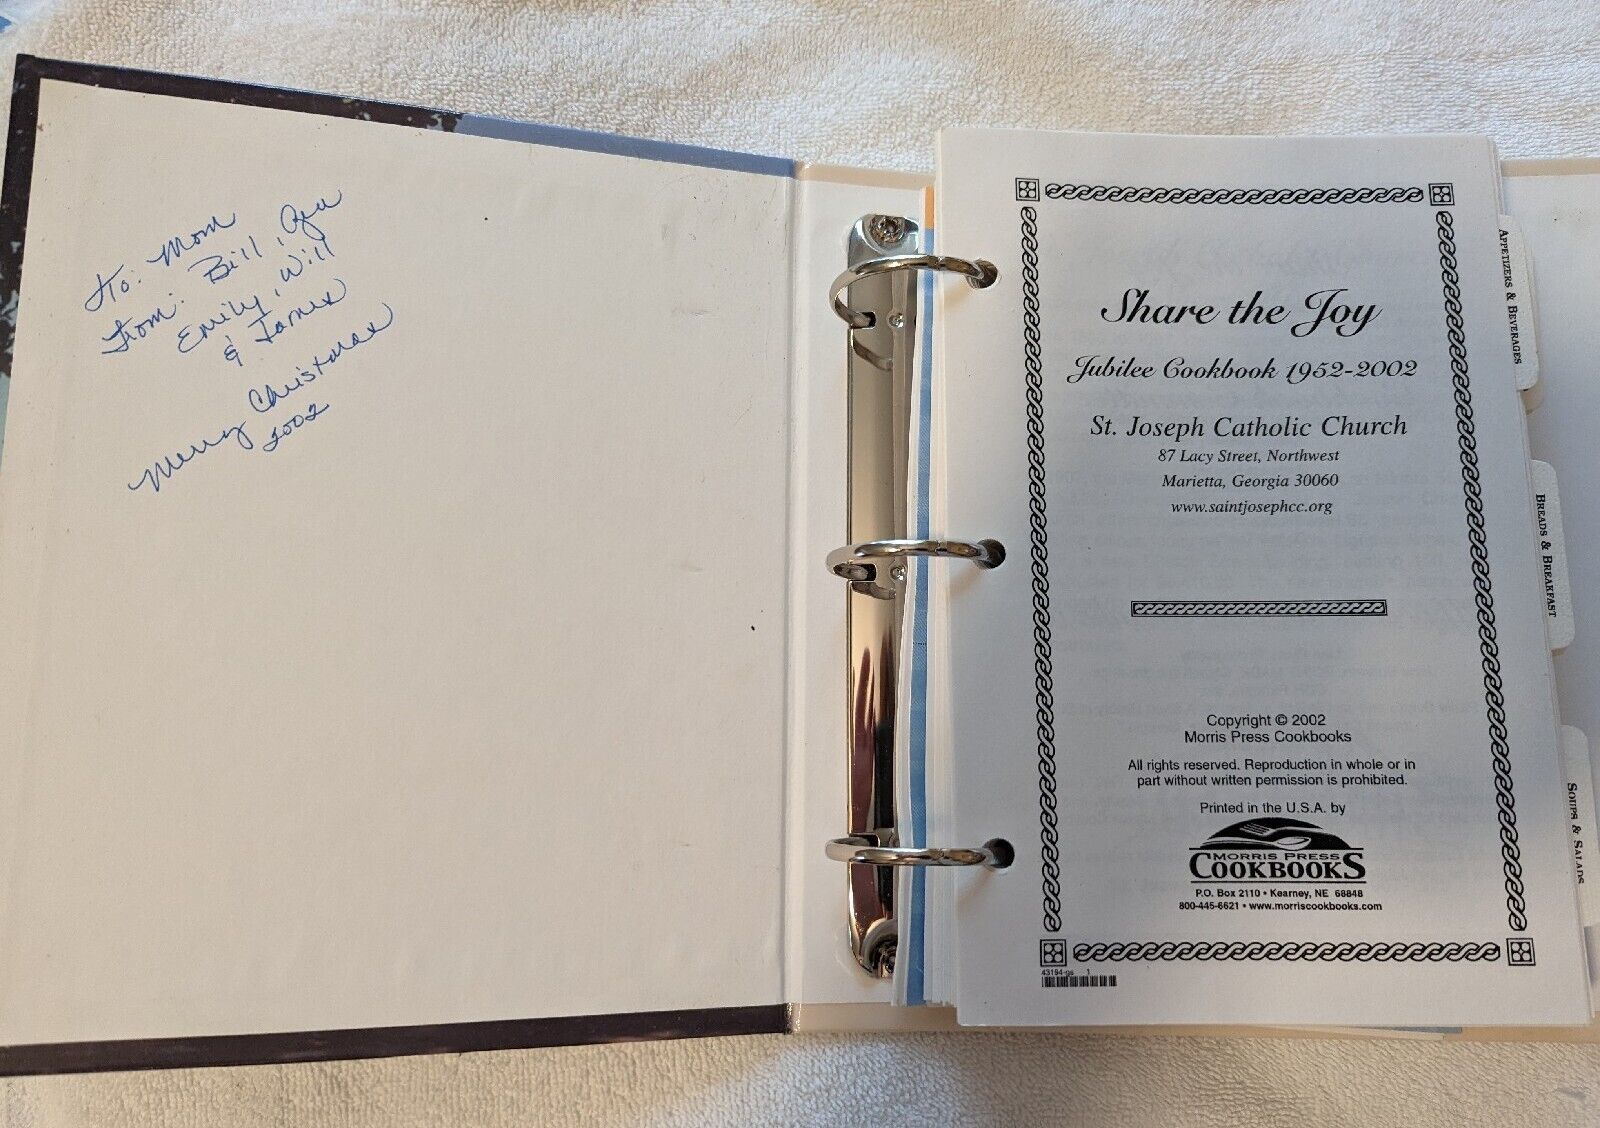 To: Mom
From: Bill,
Emily, Will
&
Merry Christmas
2002
Share the Joy
Jubilee Cookbook 1952-2002
St. Joseph Catholic Church
87 Lacy Street, Northwest
Marietta, Georgia 30060
www.saintjosephcc.org
Copyright © 2002
Morris Press Cookbooks
All rights reserved. Reproduction in whole or in
part without written permission is prohibited.
Printed in the U.S.A. by
MORRIS PRESS
COOKBOOKS
P.O. Box 2110 • Kearney, NE 68848
800-445-6621 • www.morriscookbooks.com
43194-gs 1
APPETIZERS & BEVERAGES
BREADS & BREAKFAST
SOUPS & SALADS